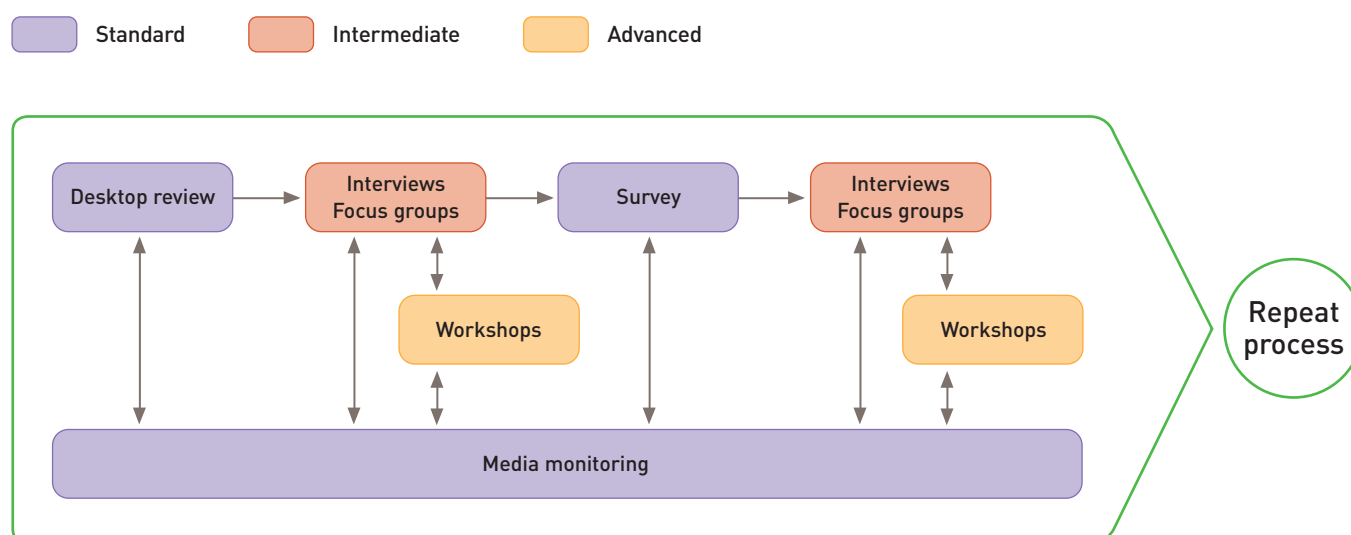 Standard
Intermediate
Advanced
Desktop review
Interviews
Focus groups
Survey
Interviews
Focus groups
Workshops
Workshops
Media monitoring
Repeat
process